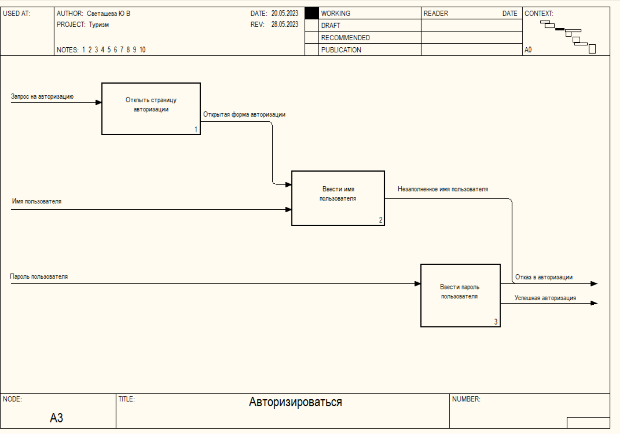 USED AT:
AUTHOR: Сваташева Ю В
DATE: 20.05.2023
WORKING
READER
DATE
CONTEXT:
PROJECT: Туризм
REV: 28.05.2023
DRAFT
RECOMMENDED
NOTES: 1 2 3 4 5 6 7 8 9 10
PUBLICATION
A0
Запрос на авторизацию
Открыть страницу
авторизации
1
Открытая форма авторизации
Имя пользователя
Ввести имя
пользователя
2
Незаполненное имя пользователя
Пароль пользователя
Ввести пароль
пользователя
3
Отказ в авторизации
Успешная авторизация
NODE:
A3
TITLE:
Авторизироваться
NUMBER: